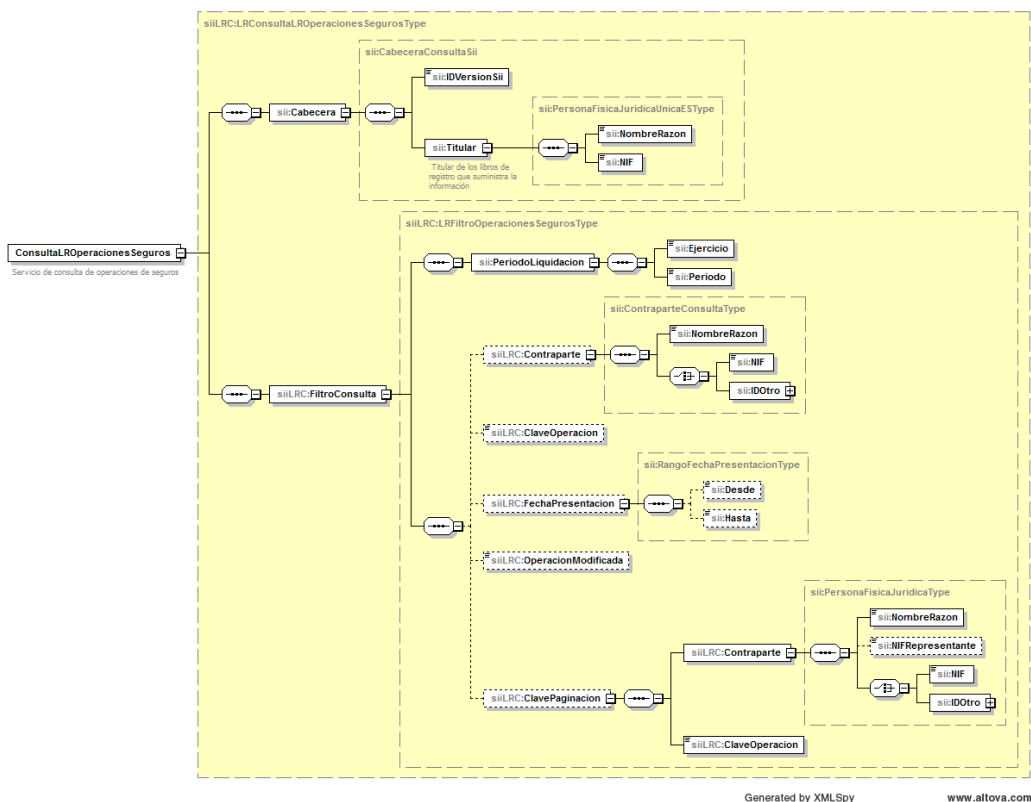 siiLRC:LRConsultaLROperacionesSegurosType
sii:CabeceraConsultaSii
sii:IDVersionSii
sii:PersonaFisicaJuridicaUnicaESType
sii:Cabecera
sii:NombreRazon
sii:Titular
sii:NIF
Titular de los libros de
registro que suministra la
información
siiLRC:LRFiltroOperacionesSegurosType
ConsultaLROperacionesSeguros
Servicio de consulta de operaciones de seguros
sii:PeriodoLiquidacion
sii:Ejercicio
sii:Periodo
sii:ContraparteConsultaType
sii:NombreRazon
siiLRC:Contraparte
sii:NIF
sii:IDOtro
siiLRC:FiltroConsulta
siiLRC:ClaveOperacion
sii:RangoFechaPresentacionType
sii:Desde
siiLRC:FechaPresentacion
sii:Hasta
siiLRC:OperacionModificada
sii:PersonaFisicaJuridicaType
sii:NombreRazon
sii:NIFRepresentante
siiLRC:Contraparte
sii:NIF
siiLRC:ClavePaginacion
sii:IDOtro
siiLRC:ClaveOperacion
Generated by XMLSpy
www.altova.com